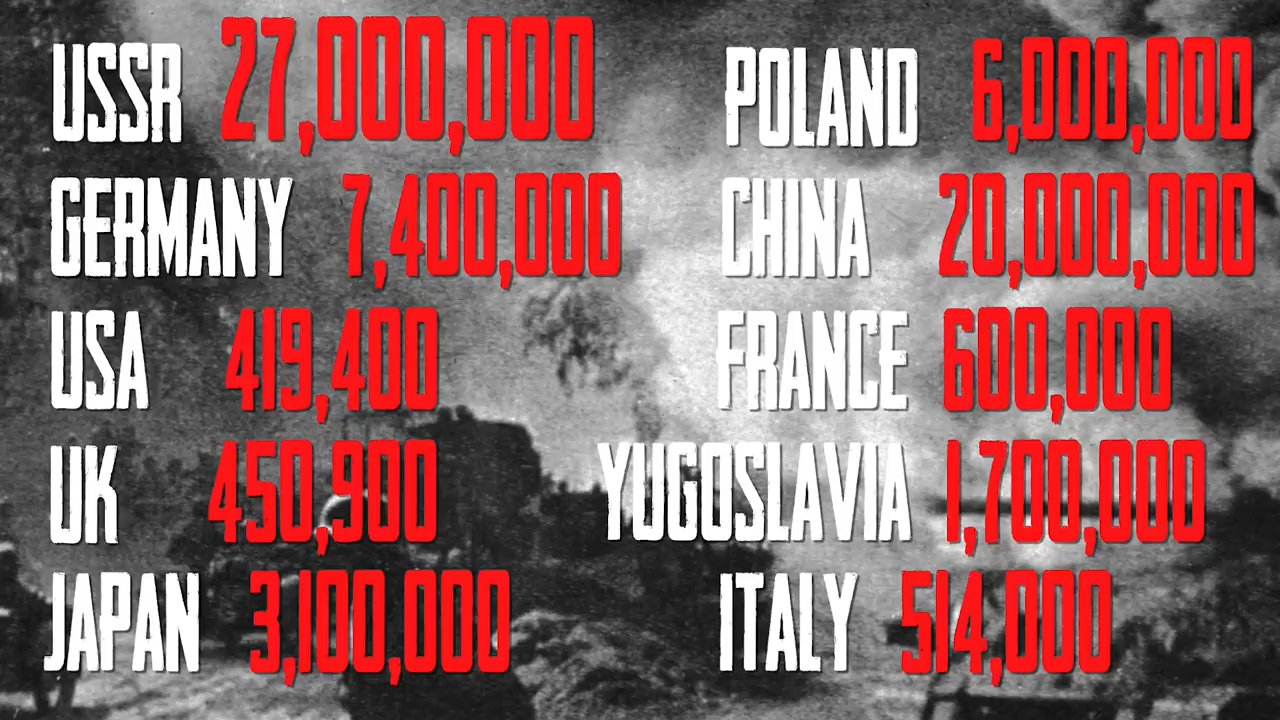 USSR 27,000,000
POLAND 6,000,000
GERMANY 7,400,000
CHINA 20,000,000
USA 419,400
FRANCE 600,000
UK 450,900
YUGOSLAVIA 1,700,000
JAPAN 3,100,000
ITALY 514,000